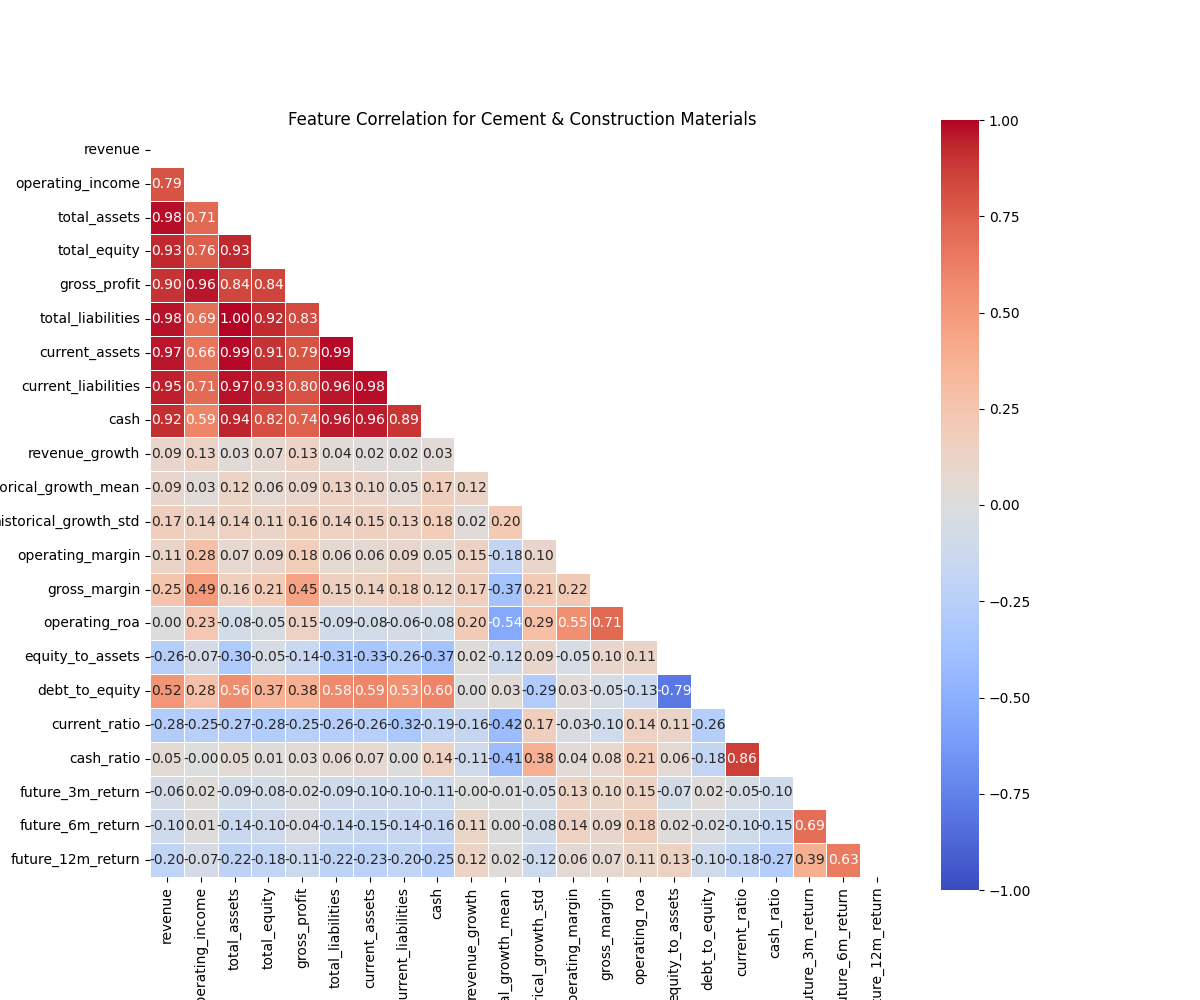 Feature Correlation for Cement & Construction Materials
revenue
operating_income 0.79
total_assets 0.98 0.71
total_equity 0.93 0.76 0.93
gross_profit 0.90 0.96 0.84 0.84
total_liabilities 0.98 0.69 1.00 0.92 0.83
current_assets 0.97 0.66 0.99 0.91 0.79 0.99
current_liabilities 0.95 0.71 0.97 0.93 0.80 0.96 0.98
cash 0.92 0.59 0.94 0.82 0.74 0.96 0.96 0.89
revenue_growth 0.09 0.13 0.03 0.07 0.13 0.04 0.02 0.02 0.03
orical_growth_mean 0.09 0.03 0.12 0.06 0.09 0.13 0.10 0.05 0.17 0.12
istorical_growth_std 0.17 0.14 0.14 0.11 0.16 0.14 0.15 0.13 0.18 0.02 0.20
operating_margin 0.11 0.28 0.07 0.09 0.18 0.06 0.06 0.09 0.05 0.15 -0.18 0.10
gross_margin 0.25 0.49 0.16 0.21 0.45 0.15 0.14 0.18 0.12 0.17 -0.37 0.21 0.22
operating_roa 0.00 0.23 -0.08 -0.05 0.15 -0.09 -0.08 -0.06 -0.08 0.20 -0.54 0.29 0.55 0.71
equity_to_assets -0.26 -0.07 -0.30 -0.05 -0.14 -0.31 -0.33 -0.26 -0.37 0.02 -0.12 0.09 -0.05 0.10 0.11
debt_to_equity 0.52 0.28 0.56 0.37 0.38 0.58 0.59 0.53 0.60 0.00 0.03 -0.29 0.03 -0.05 -0.13 -0.79
current_ratio -0.28 -0.25 -0.27 -0.28 -0.25 -0.26 -0.26 -0.32 -0.19 -0.16 -0.42 0.17 -0.03 -0.10 0.14 0.11 -0.26
cash_ratio 0.05 -0.00 0.05 0.01 0.03 0.06 0.07 0.00 0.14 -0.11 -0.41 0.38 0.04 0.08 0.21 0.06 -0.18 0.86
future_3m_return -0.06 0.02 -0.09 -0.08 -0.02 -0.09 -0.10 -0.10 -0.11 -0.00 -0.01 -0.05 0.13 0.10 0.15 -0.07 0.02 -0.05 -0.10
future_6m_return -0.10 0.01 -0.14 -0.10 -0.04 -0.14 -0.15 -0.14 -0.16 0.11 0.00 -0.08 0.14 0.09 0.18 0.02 -0.02 -0.10 -0.15 0.69
future_12m_return -0.20 -0.07 -0.22 -0.18 -0.11 -0.22 -0.23 -0.20 -0.25 0.12 0.02 -0.12 0.06 0.07 0.11 0.13 -0.10 -0.18 -0.27 0.39 0.63
revenue
perating_income
total_assets
total_equity
gross_profit
total_liabilities
current_assets
urrent_liabilities
cash
revenue_growth
al_growth_mean
rical_growth_std
perating_margin
gross_margin
operating_roa
equity_to_assets
debt_to_equity
current_ratio
cash_ratio
uture_3m_return
uture_6m_return
ure_12m_return
1.00
0.75
0.50
0.25
0.00
−0.25
−0.50
−0.75
−1.00